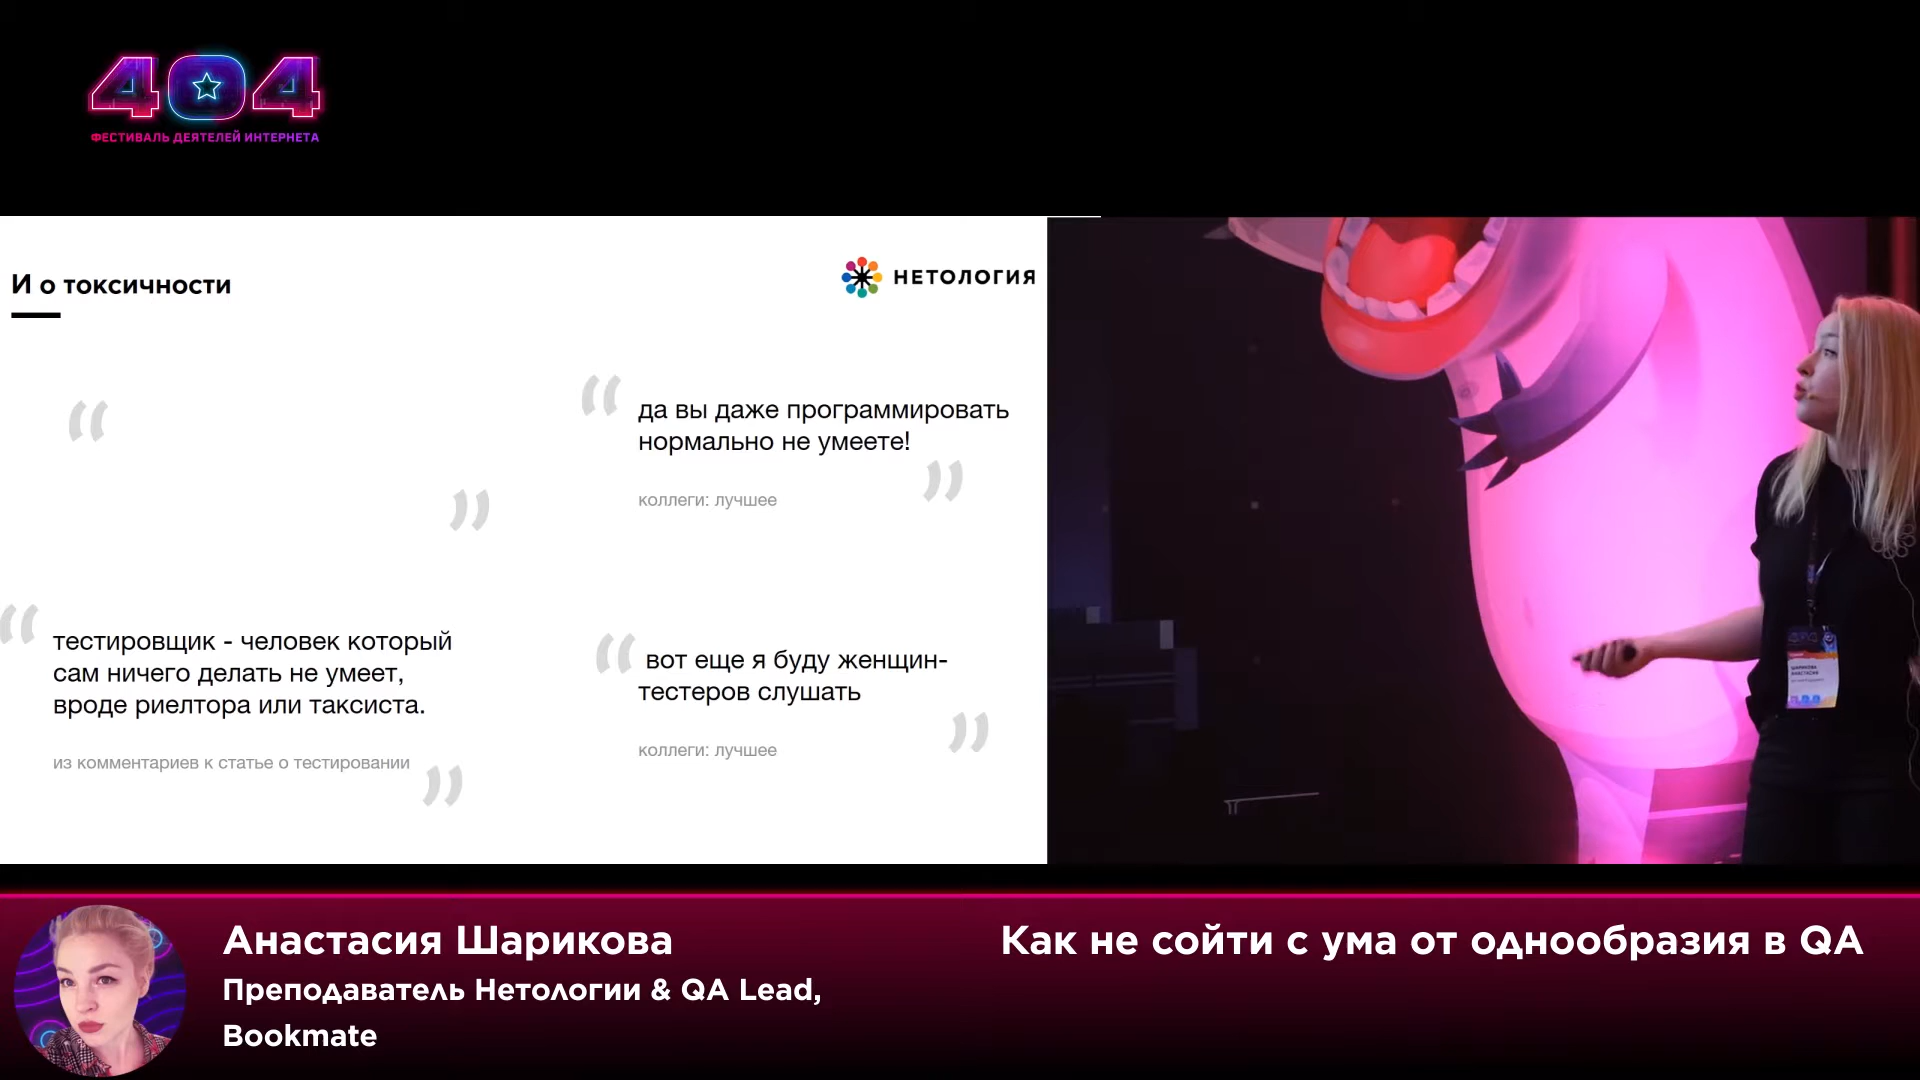 404
ФЕСТИВАЛЬ ДЕЯТЕЛЕЙ ИНТЕРНЕТА
И о токсичности
НЕТОЛОГИЯ
“
”
“ да вы даже программировать
нормально не умеете!
коллеги: лучшее ”
“ тестировщик - человек который
сам ничего делать не умеет,
вроде риелтора или таксиста.
из комментариев к статье о тестировании ”
“ вот еще я буду женщин-
тестеров слушать
коллеги: лучшее ”
ШАРИКОВА
АНАСТАСИЯ
Анастасия Шарикова
Преподаватель Нетологии & QA Lead,
Bookmate
Как не сойти с ума от однообразия в QA